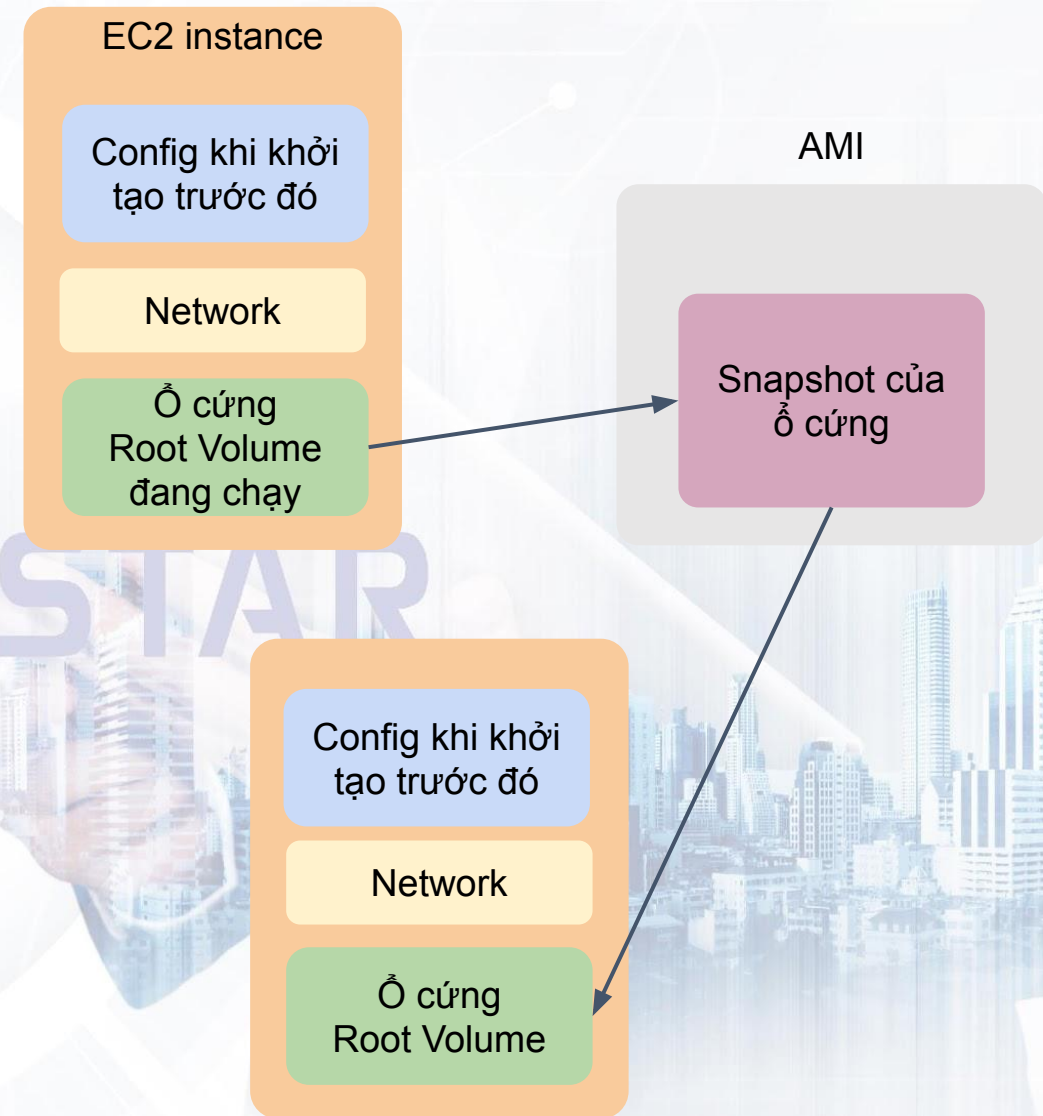 EC2 instance
Config khi khởi
tạo trước đó
Network
Ổ cứng
Root Volume
đang chạy
AMI
Snapshot của
ổ cứng
STAR
Config khi khởi
tạo trước đó
Network
Ổ cứng
Root Volume